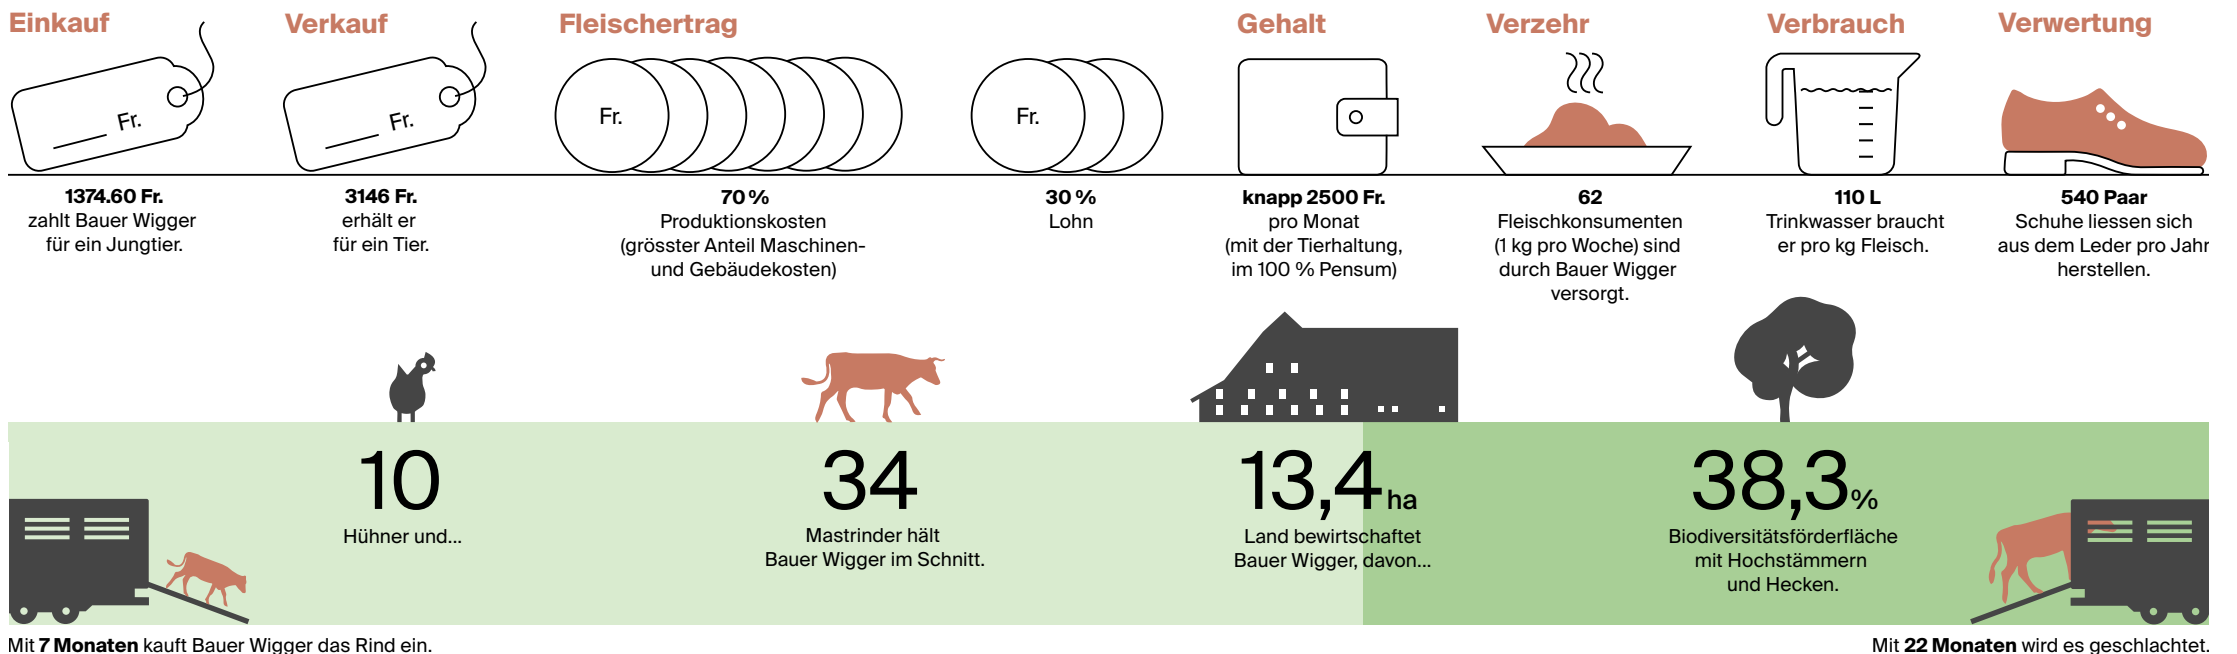 Einkauf
Verkauf
Fleischertrag
Gehalt
Verzehr
Verbrauch
Verwertung
Fr.
Fr.
Fr.
Fr.
1374.60 Fr.
zahlt Bauer Wigger
für ein Jungtier.
3146 Fr.
erhält er
für ein Tier.
70 %
Produktionskosten
(grösster Anteil Maschinen-
und Gebäudekosten)
30 %
Lohn
knapp 2500 Fr.
pro Monat
(mit der Tierhaltung,
im 100 % Pensum)
62
Fleischkonsumenten
(1 kg pro Woche) sind
durch Bauer Wigger
versorgt.
110 L
Trinkwasser braucht
er pro kg Fleisch.
540 Paar
Schuhe liessen sich
aus dem Leder pro Jahr
herstellen.
10
Hühner und...
34
Mastrinder hält
Bauer Wigger im Schnitt.
13,4 ha
Land bewirtschaftet
Bauer Wigger, davon...
38,3%
Biodiversitätsförderfläche
mit Hochstämmern
und Hecken.
Mit 7 Monaten kauft Bauer Wigger das Rind ein.
Mit 22 Monaten wird es geschlachtet.